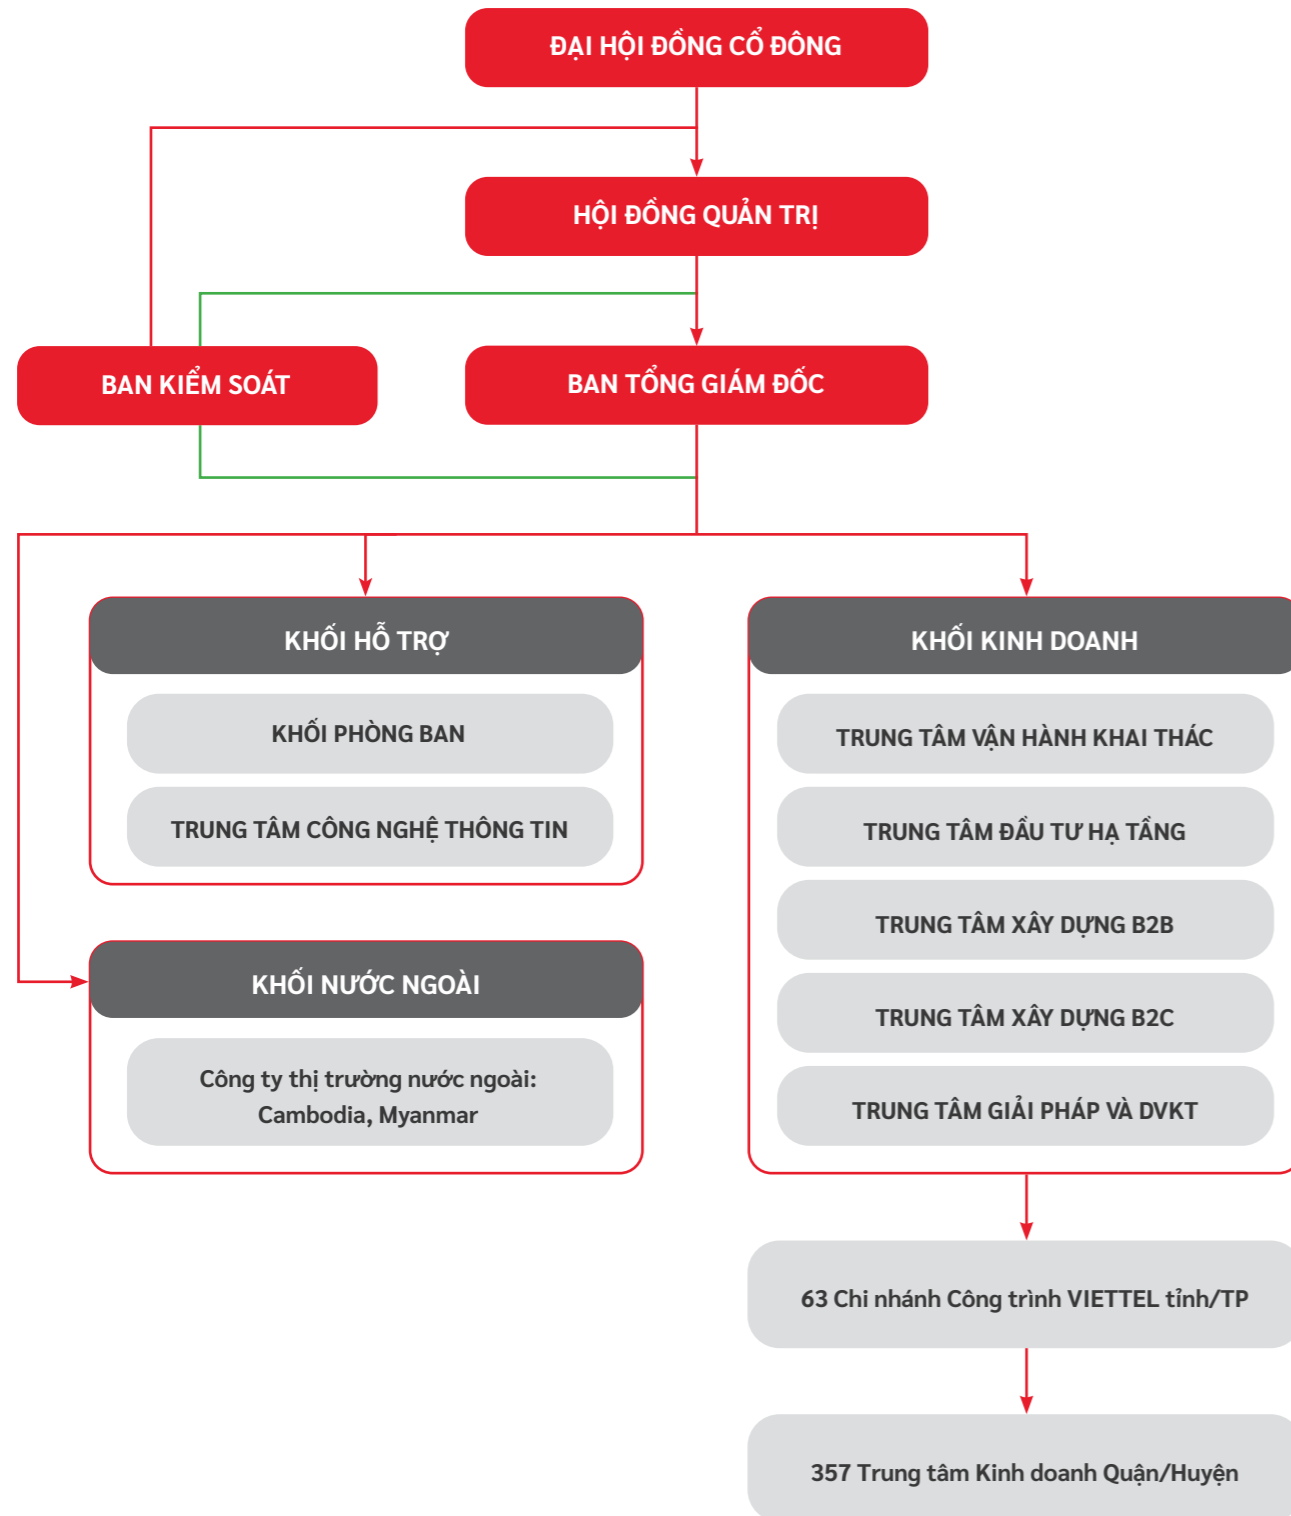 ĐẠI HỘI ĐỒNG CỔ ĐÔNG
HỘI ĐỒNG QUẢN TRỊ
BAN KIỂM SOÁT
BAN TỔNG GIÁM ĐỐC
KHỐI HỖ TRỢ
KHỐI PHÒNG BAN
TRUNG TÂM CÔNG NGHỆ THÔNG TIN
KHỐI NƯỚC NGOÀI
Công ty thị trường nước ngoài:
Cambodia, Myanmar
KHỐI KINH DOANH
TRUNG TÂM VẬN HÀNH KHAI THÁC
TRUNG TÂM ĐẦU TƯ HẠ TẦNG
TRUNG TÂM XÂY DỰNG B2B
TRUNG TÂM XÂY DỰNG B2C
TRUNG TÂM GIẢI PHÁP VÀ DVKT
63 Chi nhánh Công trình VIETTEL tỉnh/TP
357 Trung tâm Kinh doanh Quận/Huyện